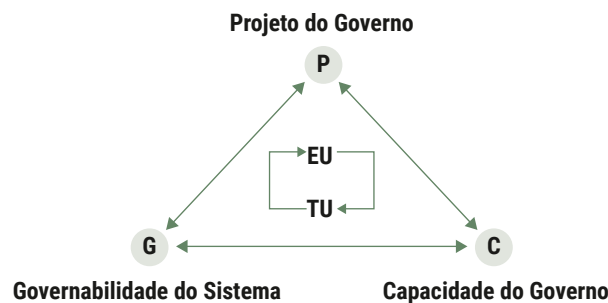 Projeto do Governo
P
EU
TU
G
C
Governabilidade do Sistema
Capacidade do Governo